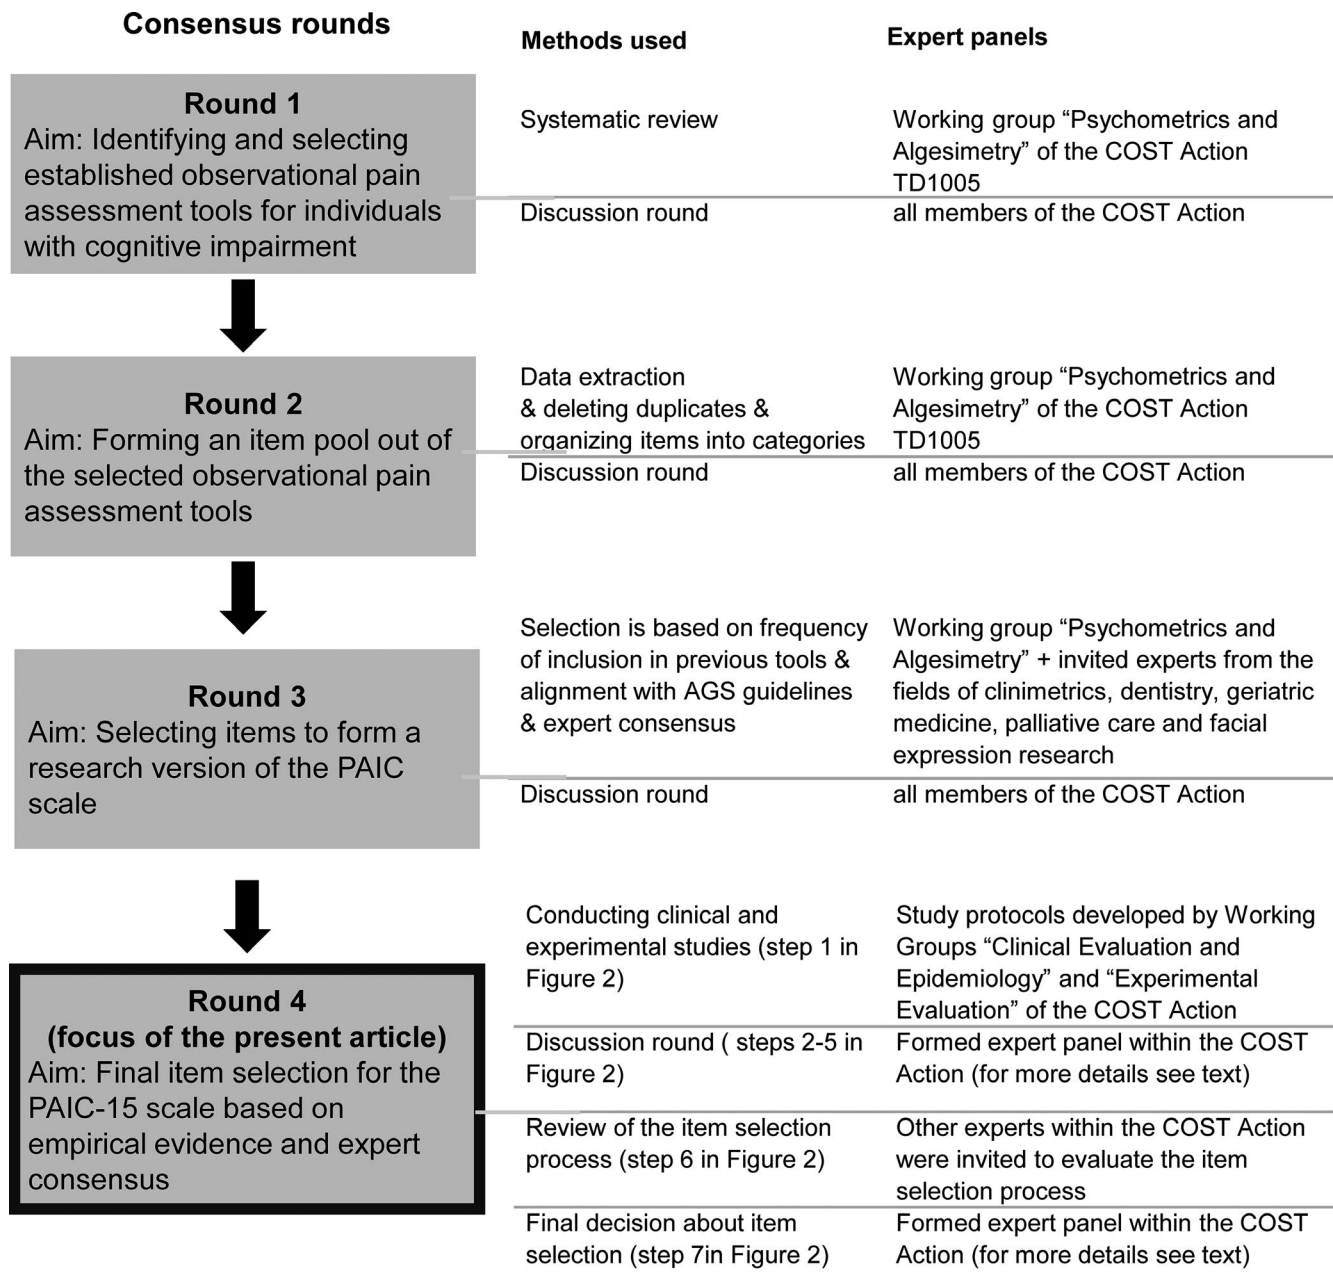 Consensus rounds
Methods used
Expert panels
Round 1
Aim: Identifying and selecting
established observational pain
assessment tools for individuals
with cognitive impairment
Systematic review
Working group “Psychometrics and
Algesimetry” of the COST Action
TD1005
Discussion round
all members of the COST Action
Round 2
Aim: Forming an item pool out of
the selected observational pain
assessment tools
Data extraction
& deleting duplicates &
organizing items into categories
Working group “Psychometrics and
Algesimetry” of the COST Action
TD1005
Discussion round
all members of the COST Action
Round 3
Aim: Selecting items to form a
research version of the PAIC
scale
Selection is based on frequency
of inclusion in previous tools &
alignment with AGS guidelines
& expert consensus
Working group “Psychometrics and
Algesimetry” + invited experts from the
fields of clinimetrics, dentistry, geriatric
medicine, palliative care and facial
expression research
Discussion round
all members of the COST Action
Round 4
(focus of the present article)
Aim: Final item selection for the
PAIC-15 scale based on
empirical evidence and expert
consensus
Conducting clinical and
experimental studies (step 1 in
Figure 2)
Study protocols developed by Working
Groups “Clinical Evaluation and
Epidemiology” and “Experimental
Evaluation” of the COST Action
Discussion round ( steps 2-5 in
Figure 2)
Formed expert panel within the COST
Action (for more details see text)
Review of the item selection
process (step 6 in Figure 2)
Other experts within the COST Action
were invited to evaluate the item
selection process
Final decision about item
selection (step 7in Figure 2)
Formed expert panel within the COST
Action (for more details see text)